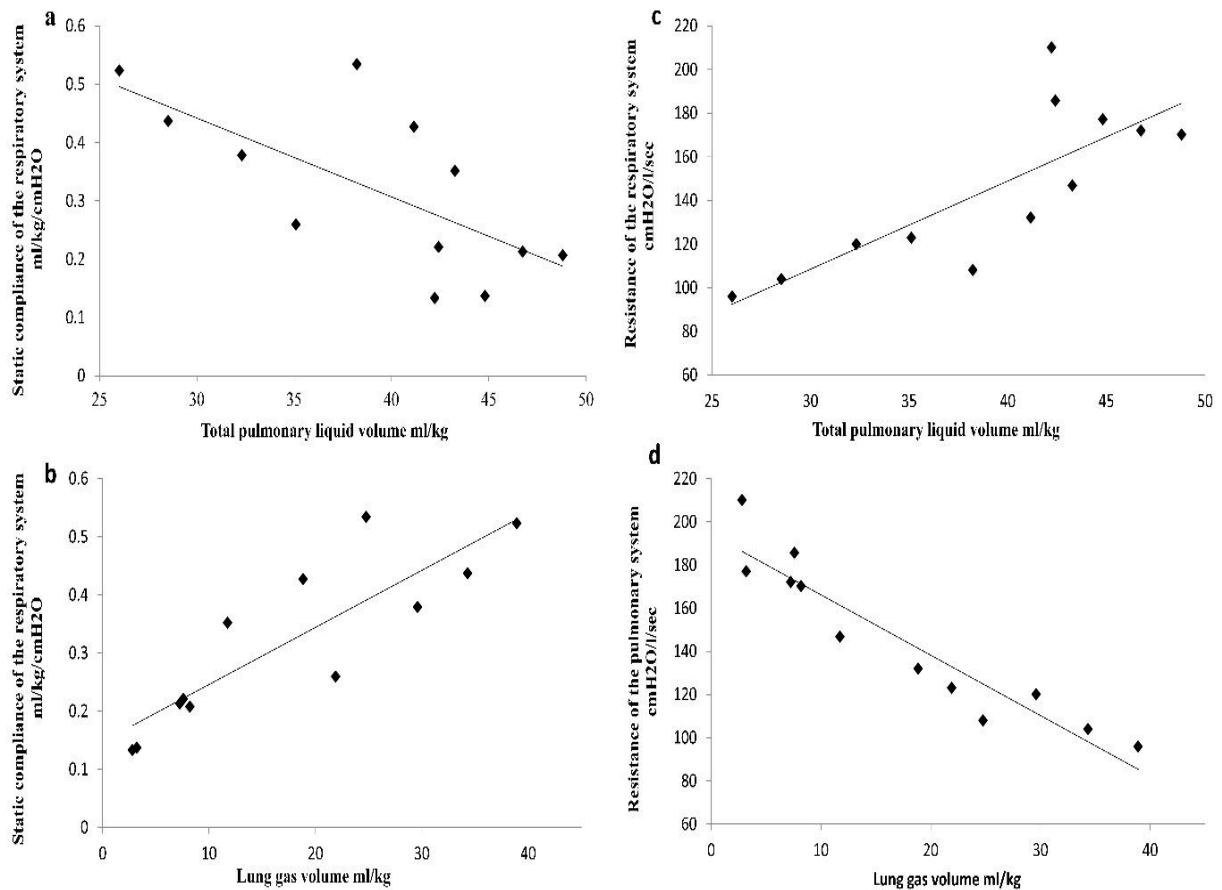 a
Static compliance of the respiratory system
ml/kg/cmH2O
0.6
0.5
0.4
0.3
0.2
0.1
0
25 30 35 40 45 50
Total pulmonary liquid volume ml/kg
c
Resistance of the respiratory system
cmH2O/l/sec
220
200
180
160
140
120
100
80
60
25 30 35 40 45 50
Total pulmonary liquid volume ml/kg
b
Static compliance of the respiratory system
ml/kg/cmH2O
0.6
0.5
0.4
0.3
0.2
0.1
0
0 10 20 30 40
Lung gas volume ml/kg
d
Resistance of the pulmonary system
cmH2O/l/sec
220
200
180
160
140
120
100
80
60
0 10 20 30 40
Lung gas volume ml/kg